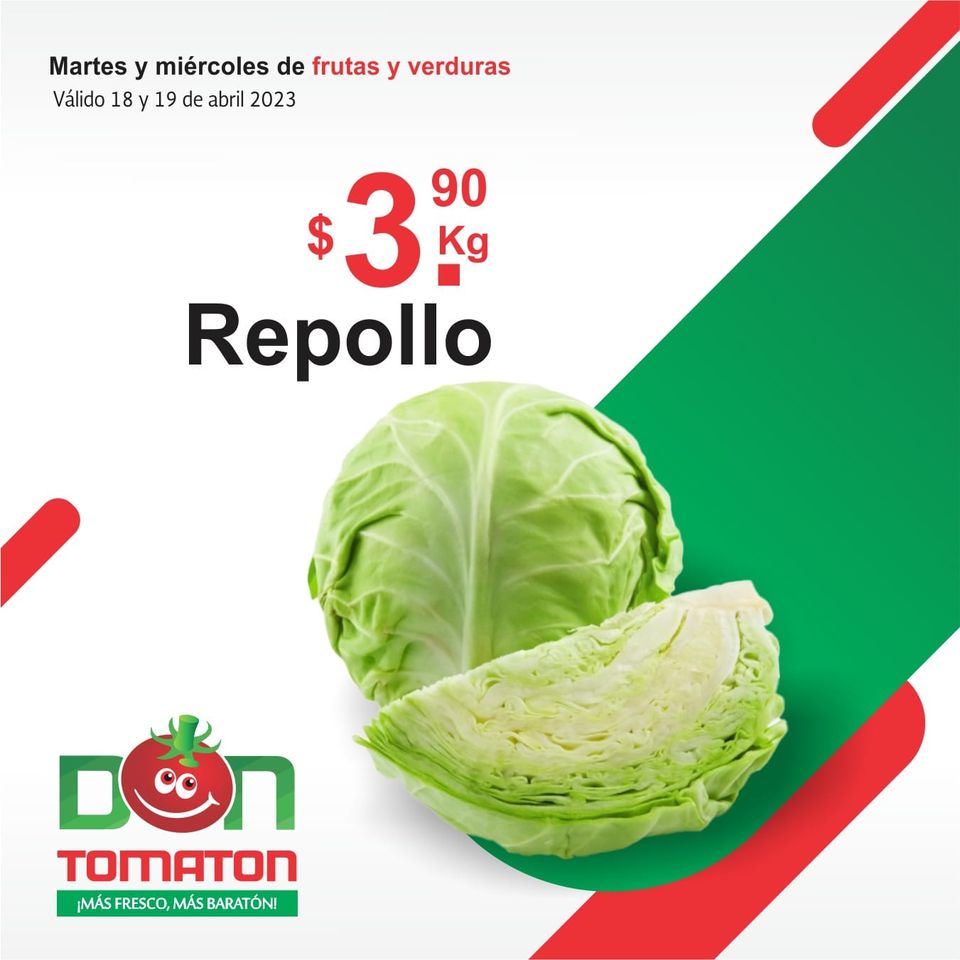 Martes y miércoles de frutas y verduras
Válido 18 y 19 de abril 2023
$3.90 Kg
Repollo
DON
TOMATON
¡MÁS FRESCO, MÁS BARATÓN!